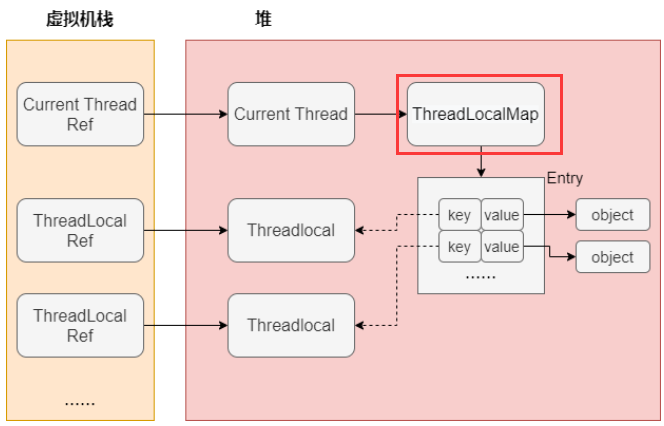 虚拟机栈
堆
Current Thread
Ref
Current Thread
ThreadLocalMap
Entry
ThreadLocal
Ref
Threadlocal
key
value
object
key
value
object
......
ThreadLocal
Ref
Threadlocal
......